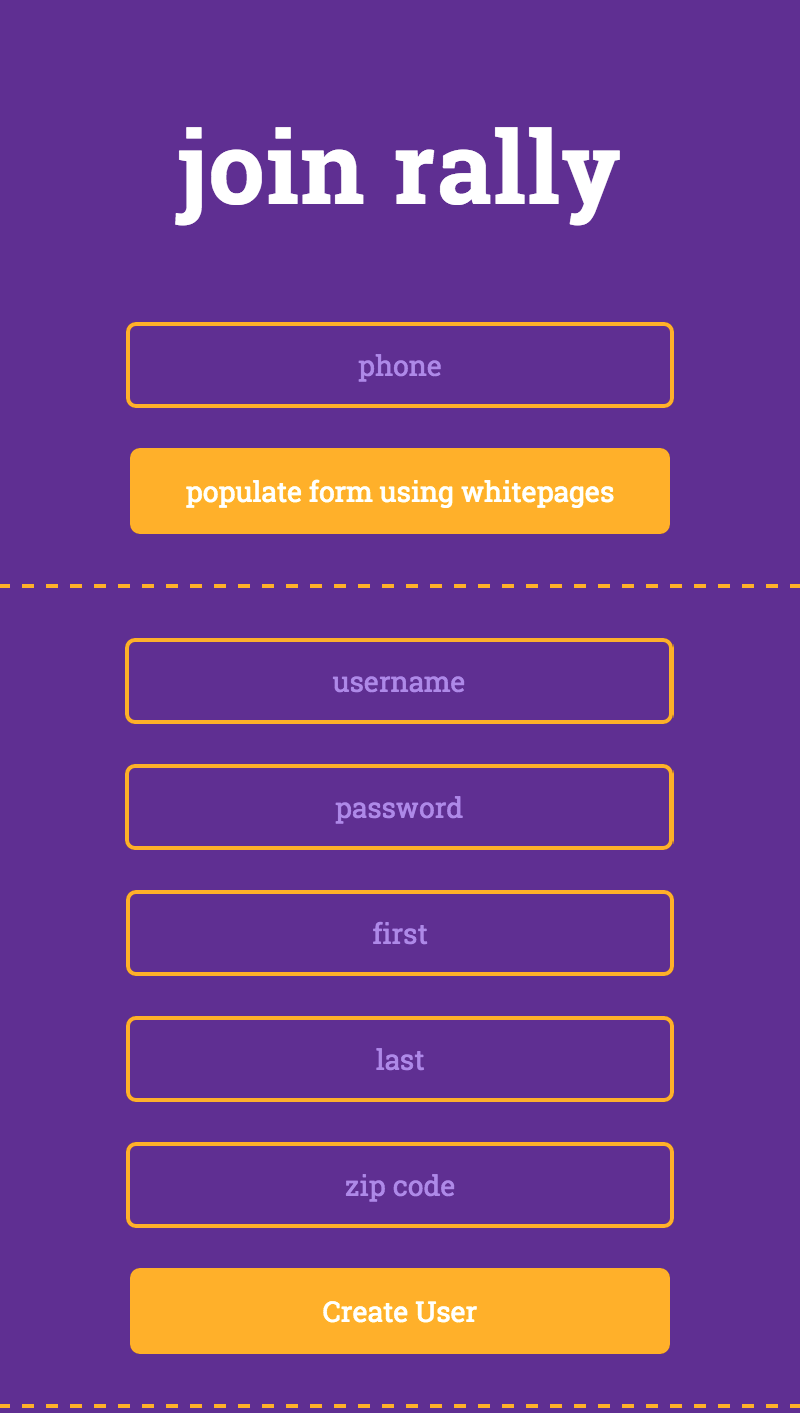 join rally
phone
populate form using whitepages
username
password
first
last
zip code
Create User